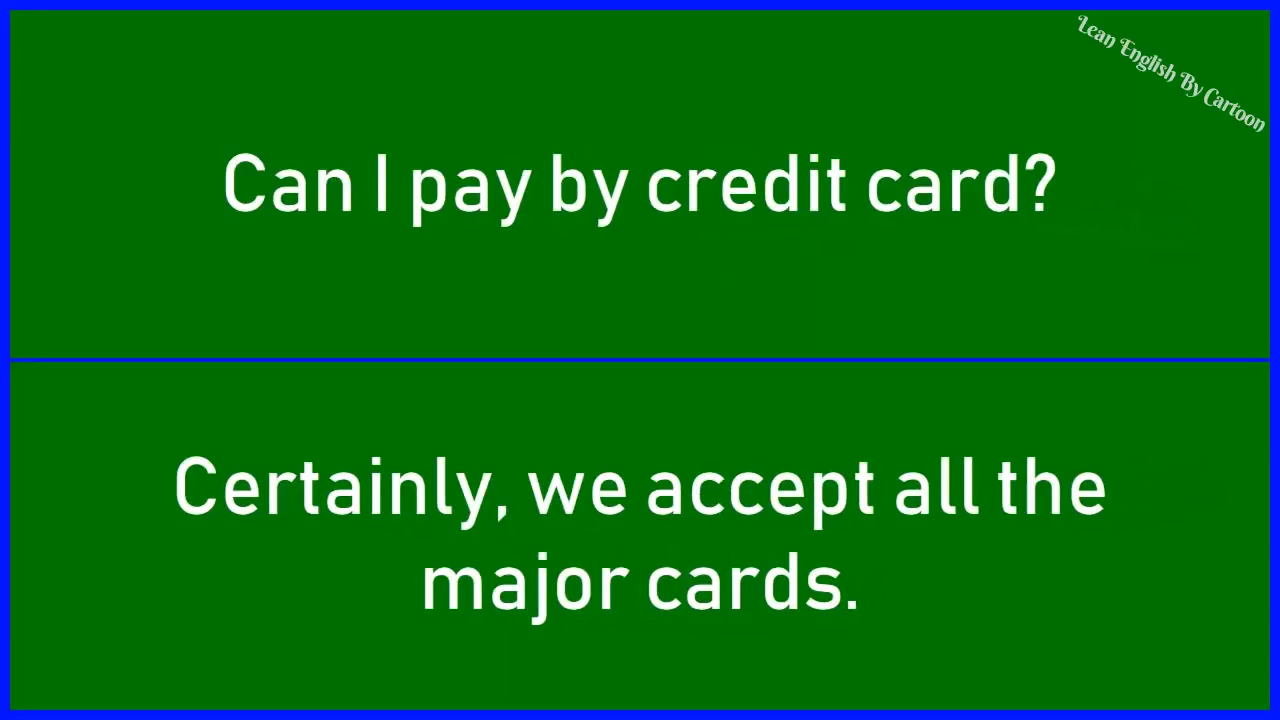 Lean English By Cartoon
Can I pay by credit card?
Certainly, we accept all the
major cards.